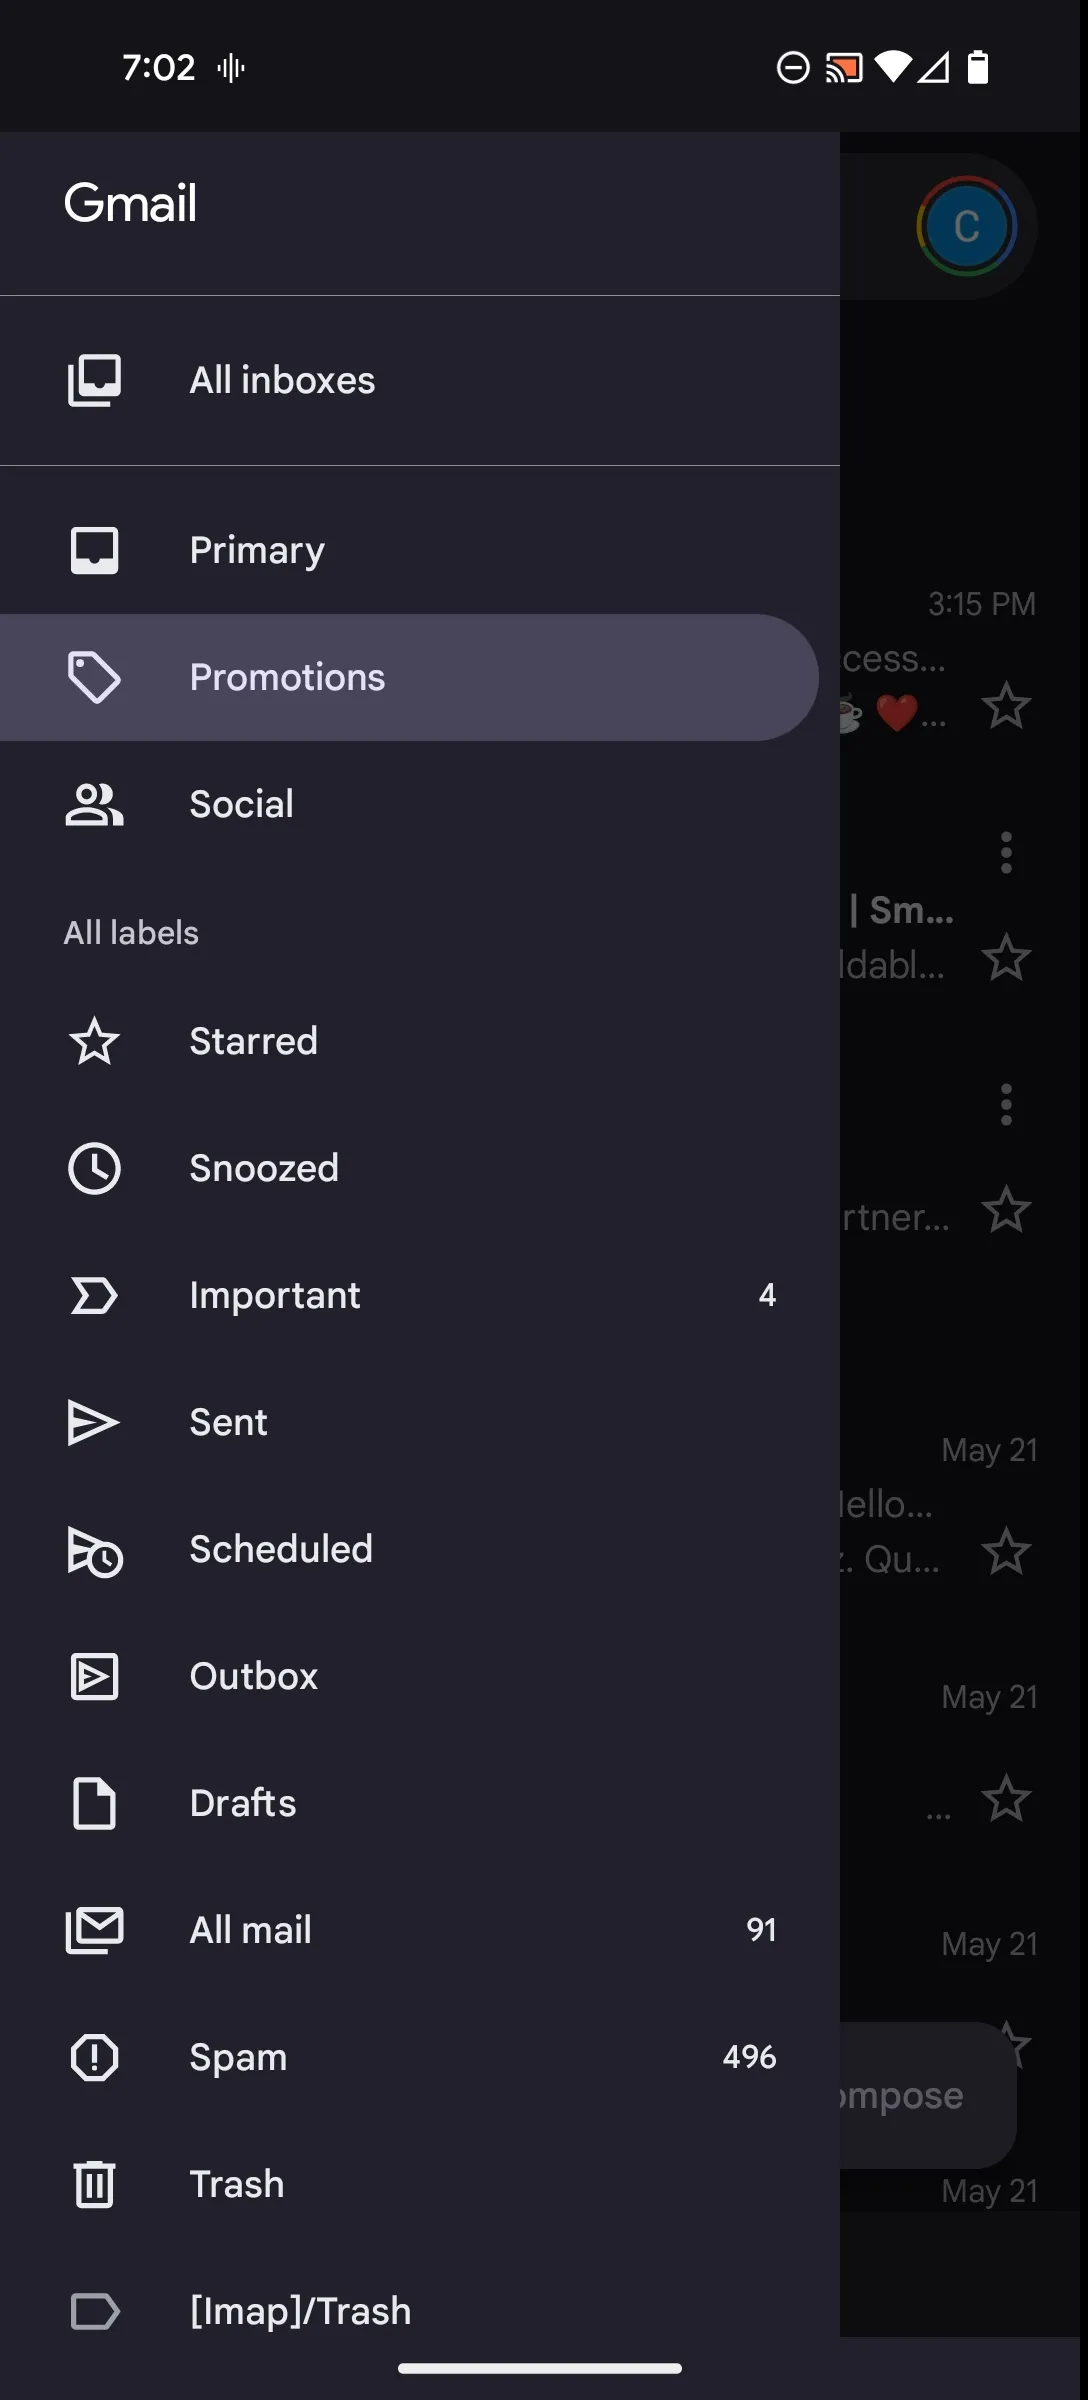 7:02
Gmail
C
All inboxes
Primary
3:15 PM
cess...
Promotions
...
Social
| Sm...
ldabl...
All labels
Starred
Snoozed
rtner...
Important 4
Sent
May 21
ello...
Scheduled
z. Qu...
Outbox
May 21
Drafts
...
All mail 91
May 21
Spam 496
ompose
Trash
May 21
[Imap]/Trash